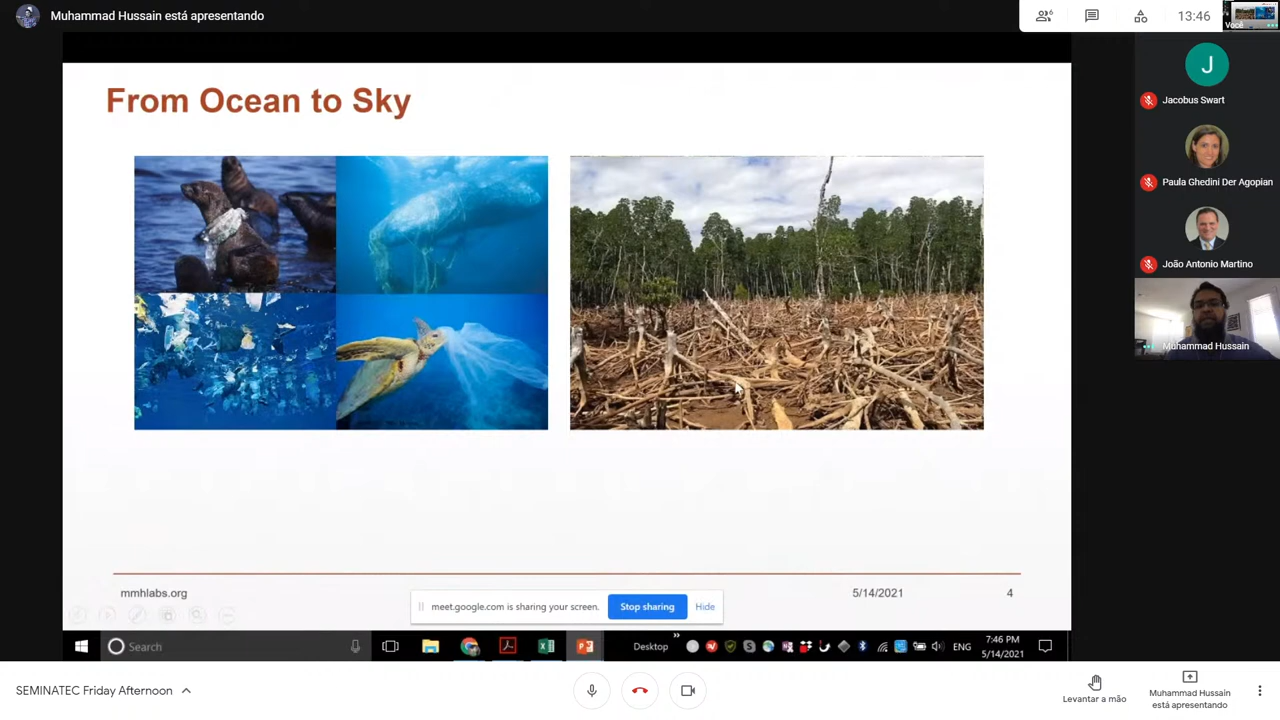 Muhammad Hussain está apresentando
6
13:46
Você
From Ocean to Sky
J
Jacobus Swart
Paula Ghedini Der Agopian
João Antonio Martino
Muhammad Hussain
mmhlabs.org
5/14/2021
4
meet.google.com is sharing your screen.
Stop sharing
Hide
Search
Desktop
ENG
7:46 PM
5/14/2021
SEMINATEC Friday Afternoon
Levantar a mão
Muhammad Hussain
está apresentando